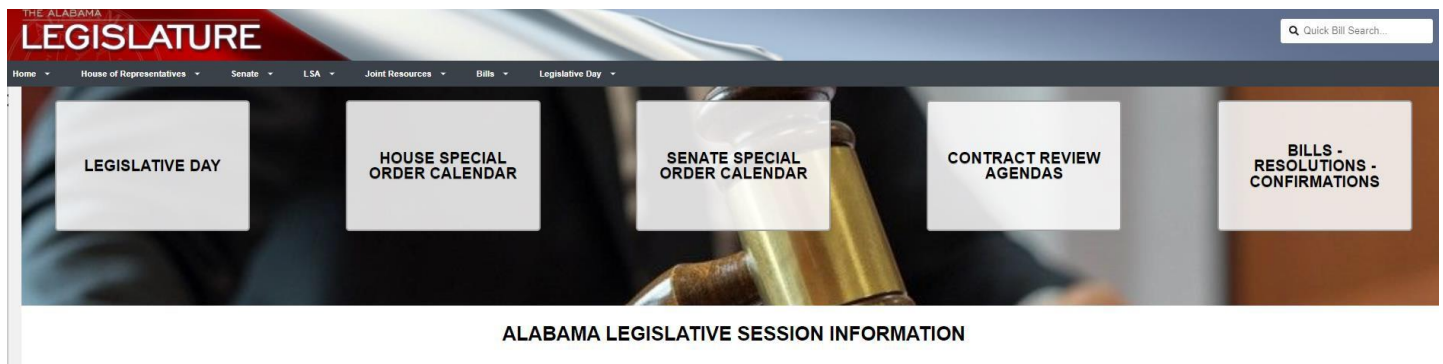 THE ALABAMA
LEGISLATURE
Quick Bill Search...
Home House of Representatives Senate LSA Joint Resources Bills Legislative Day
LEGISLATIVE DAY
HOUSE SPECIAL
ORDER CALENDAR
SENATE SPECIAL
ORDER CALENDAR
CONTRACT REVIEW
AGENDAS
BILLS -
RESOLUTIONS -
CONFIRMATIONS
ALABAMA LEGISLATIVE SESSION INFORMATION